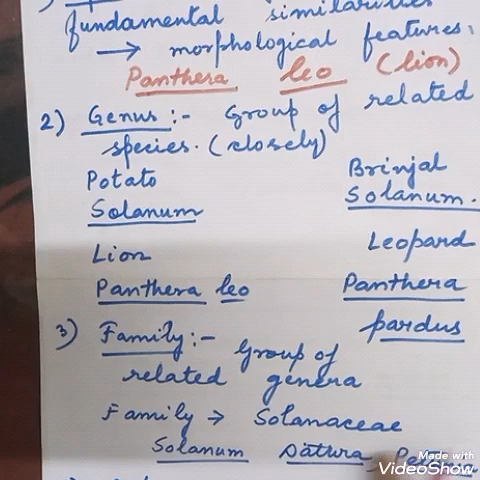 fundamental similarities
→ morphological features,
Panthera leo (lion)
2) Genus :- Group of related
species. (closely)
Potato Brinjal
Solanum Solanum.
Lion Leopard
Panthera leo Panthera
pardus
3) Family :- Group of
related genera
Family → Solanaceae
Solanum Datura
Made with
VideoShow